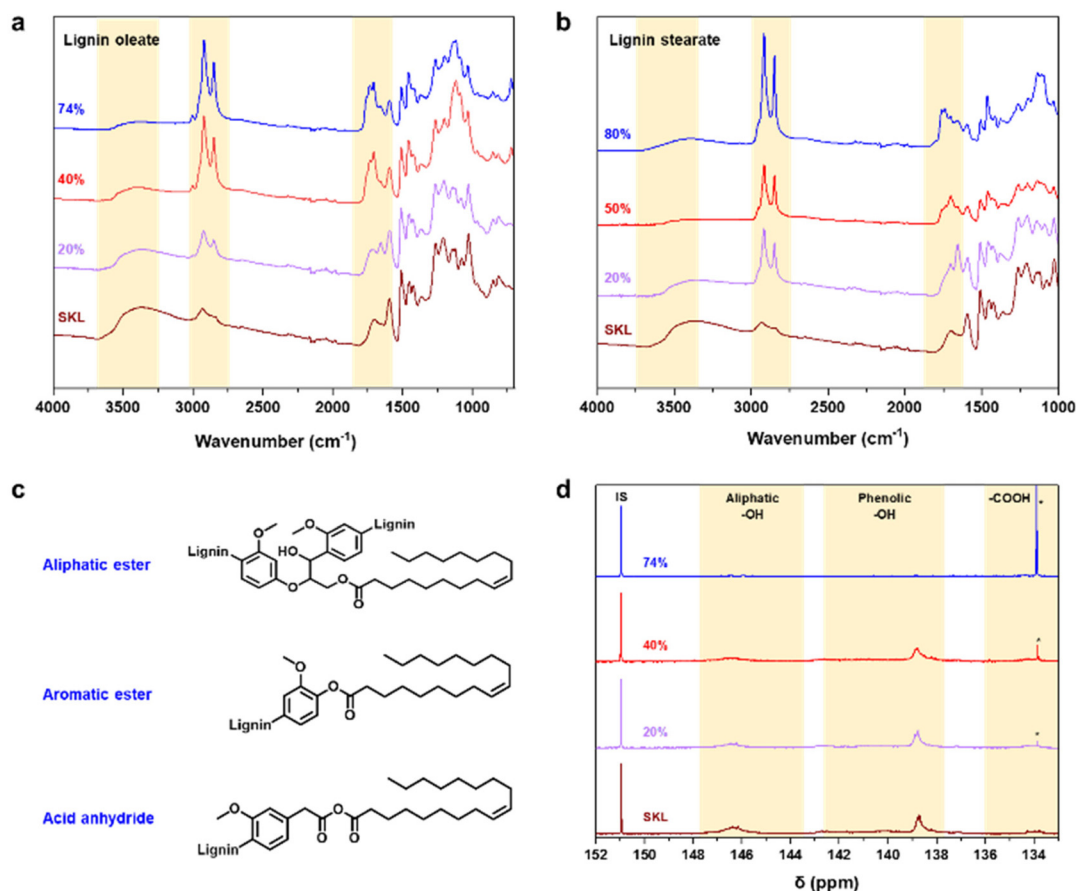 a
Lignin oleate
74%
40%
20%
SKL
4000 3500 3000 2500 2000 1500 1000
Wavenumber (cm⁻¹)
b
Lignin stearate
80%
50%
20%
SKL
4000 3500 3000 2500 2000 1500 1000
Wavenumber (cm⁻¹)
c
Aliphatic ester
Lignin
O
HO
O
Lignin
O
O
O
Aromatic ester
O
O
O
Lignin
Acid anhydride
O
O
O
O
Lignin
d
IS
Aliphatic
-OH
Phenolic
-OH
-COOH
*
74%
40%
*
20%
*
SKL
152 150 148 146 144 142 140 138 136 134
δ (ppm)